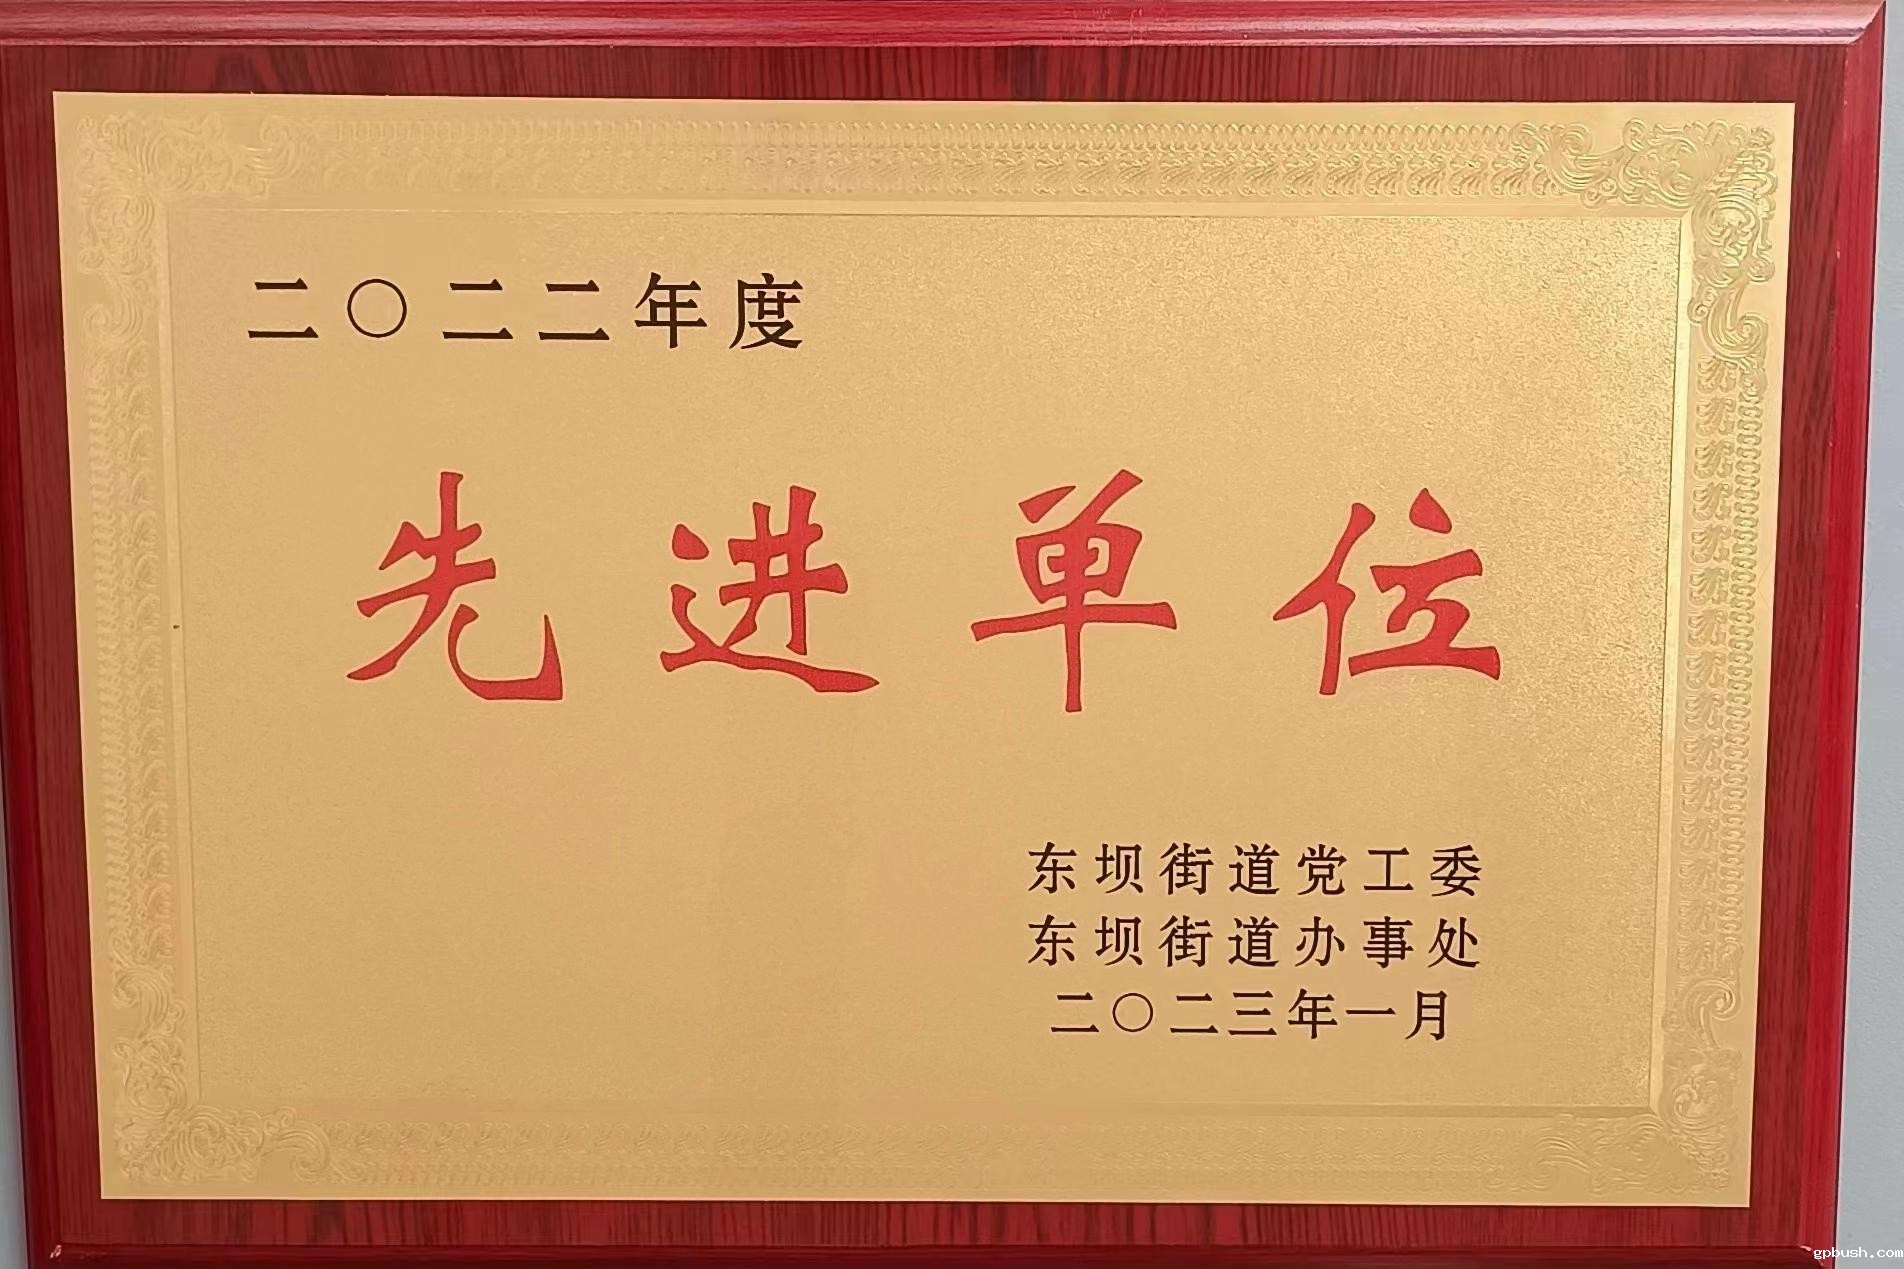 二〇二二年度
先进单位
东坝街道党工委
东坝街道办事处
二〇二三年一月
gpbush.com